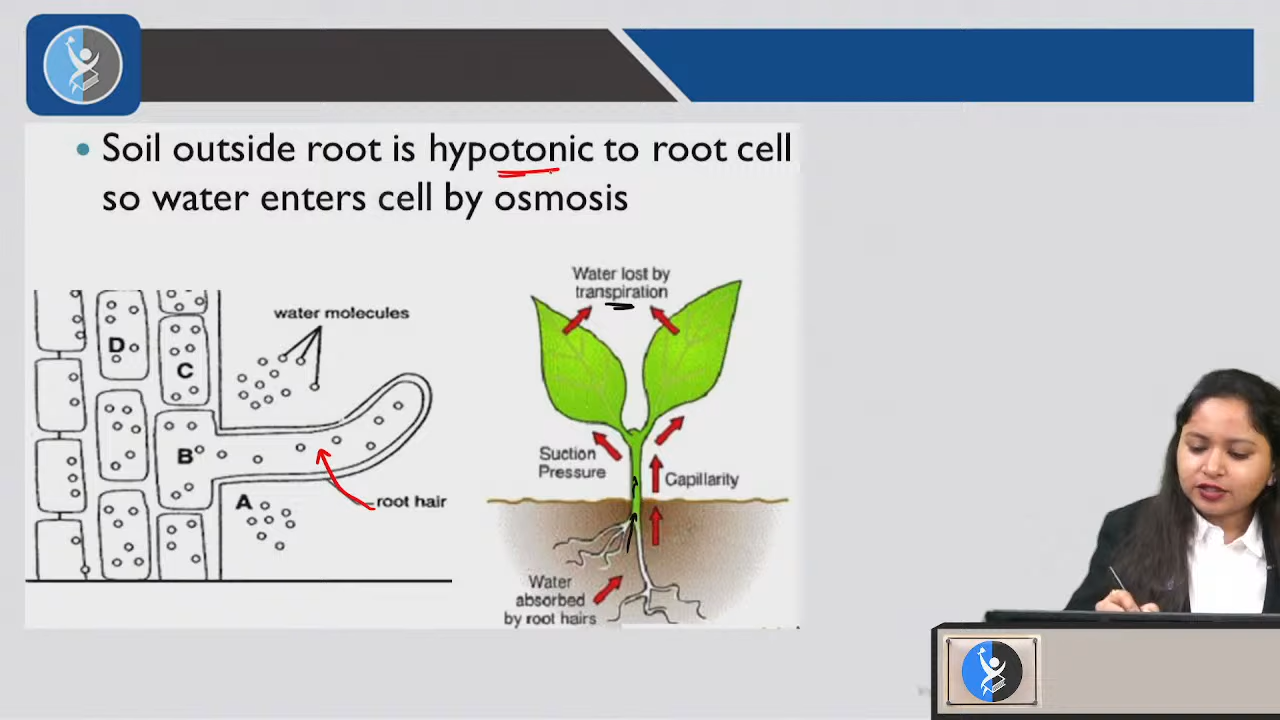 • Soil outside root is hypotonic to root cell
so water enters cell by osmosis
water molecules
D
C
B
A
root hair
Water lost by
transpiration
Suction
Pressure
Capillarity
Water
absorbed
by root hairs